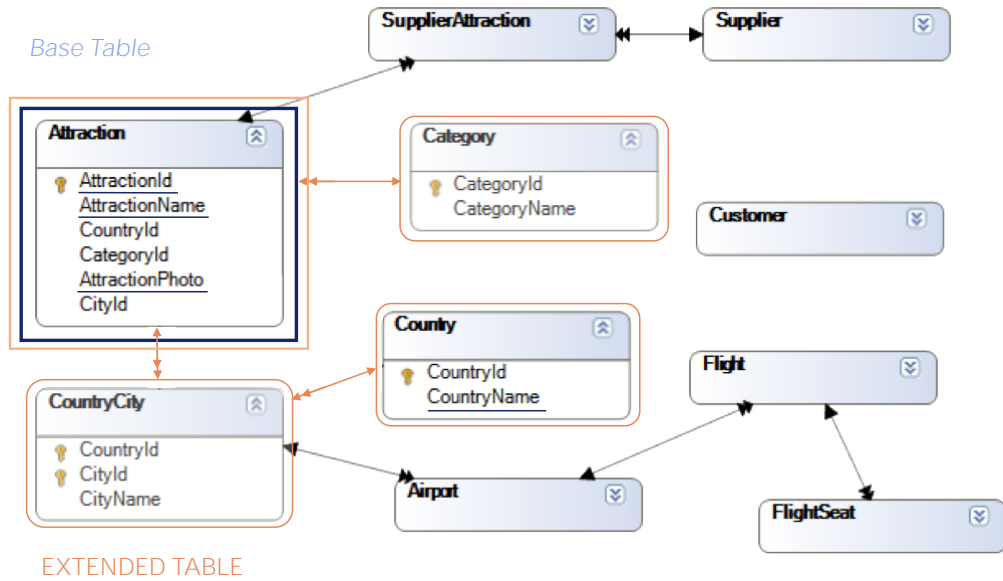 SupplierAttraction
Supplier
Base Table
Attraction
AttractionId
AttractionName
CountryId
CategoryId
AttractionPhoto
CityId
Category
CategoryId
CategoryName
Customer
Country
CountryId
CountryName
Flight
CountryCity
CountryId
CityId
CityName
Airport
FlightSeat
EXTENDED TABLE